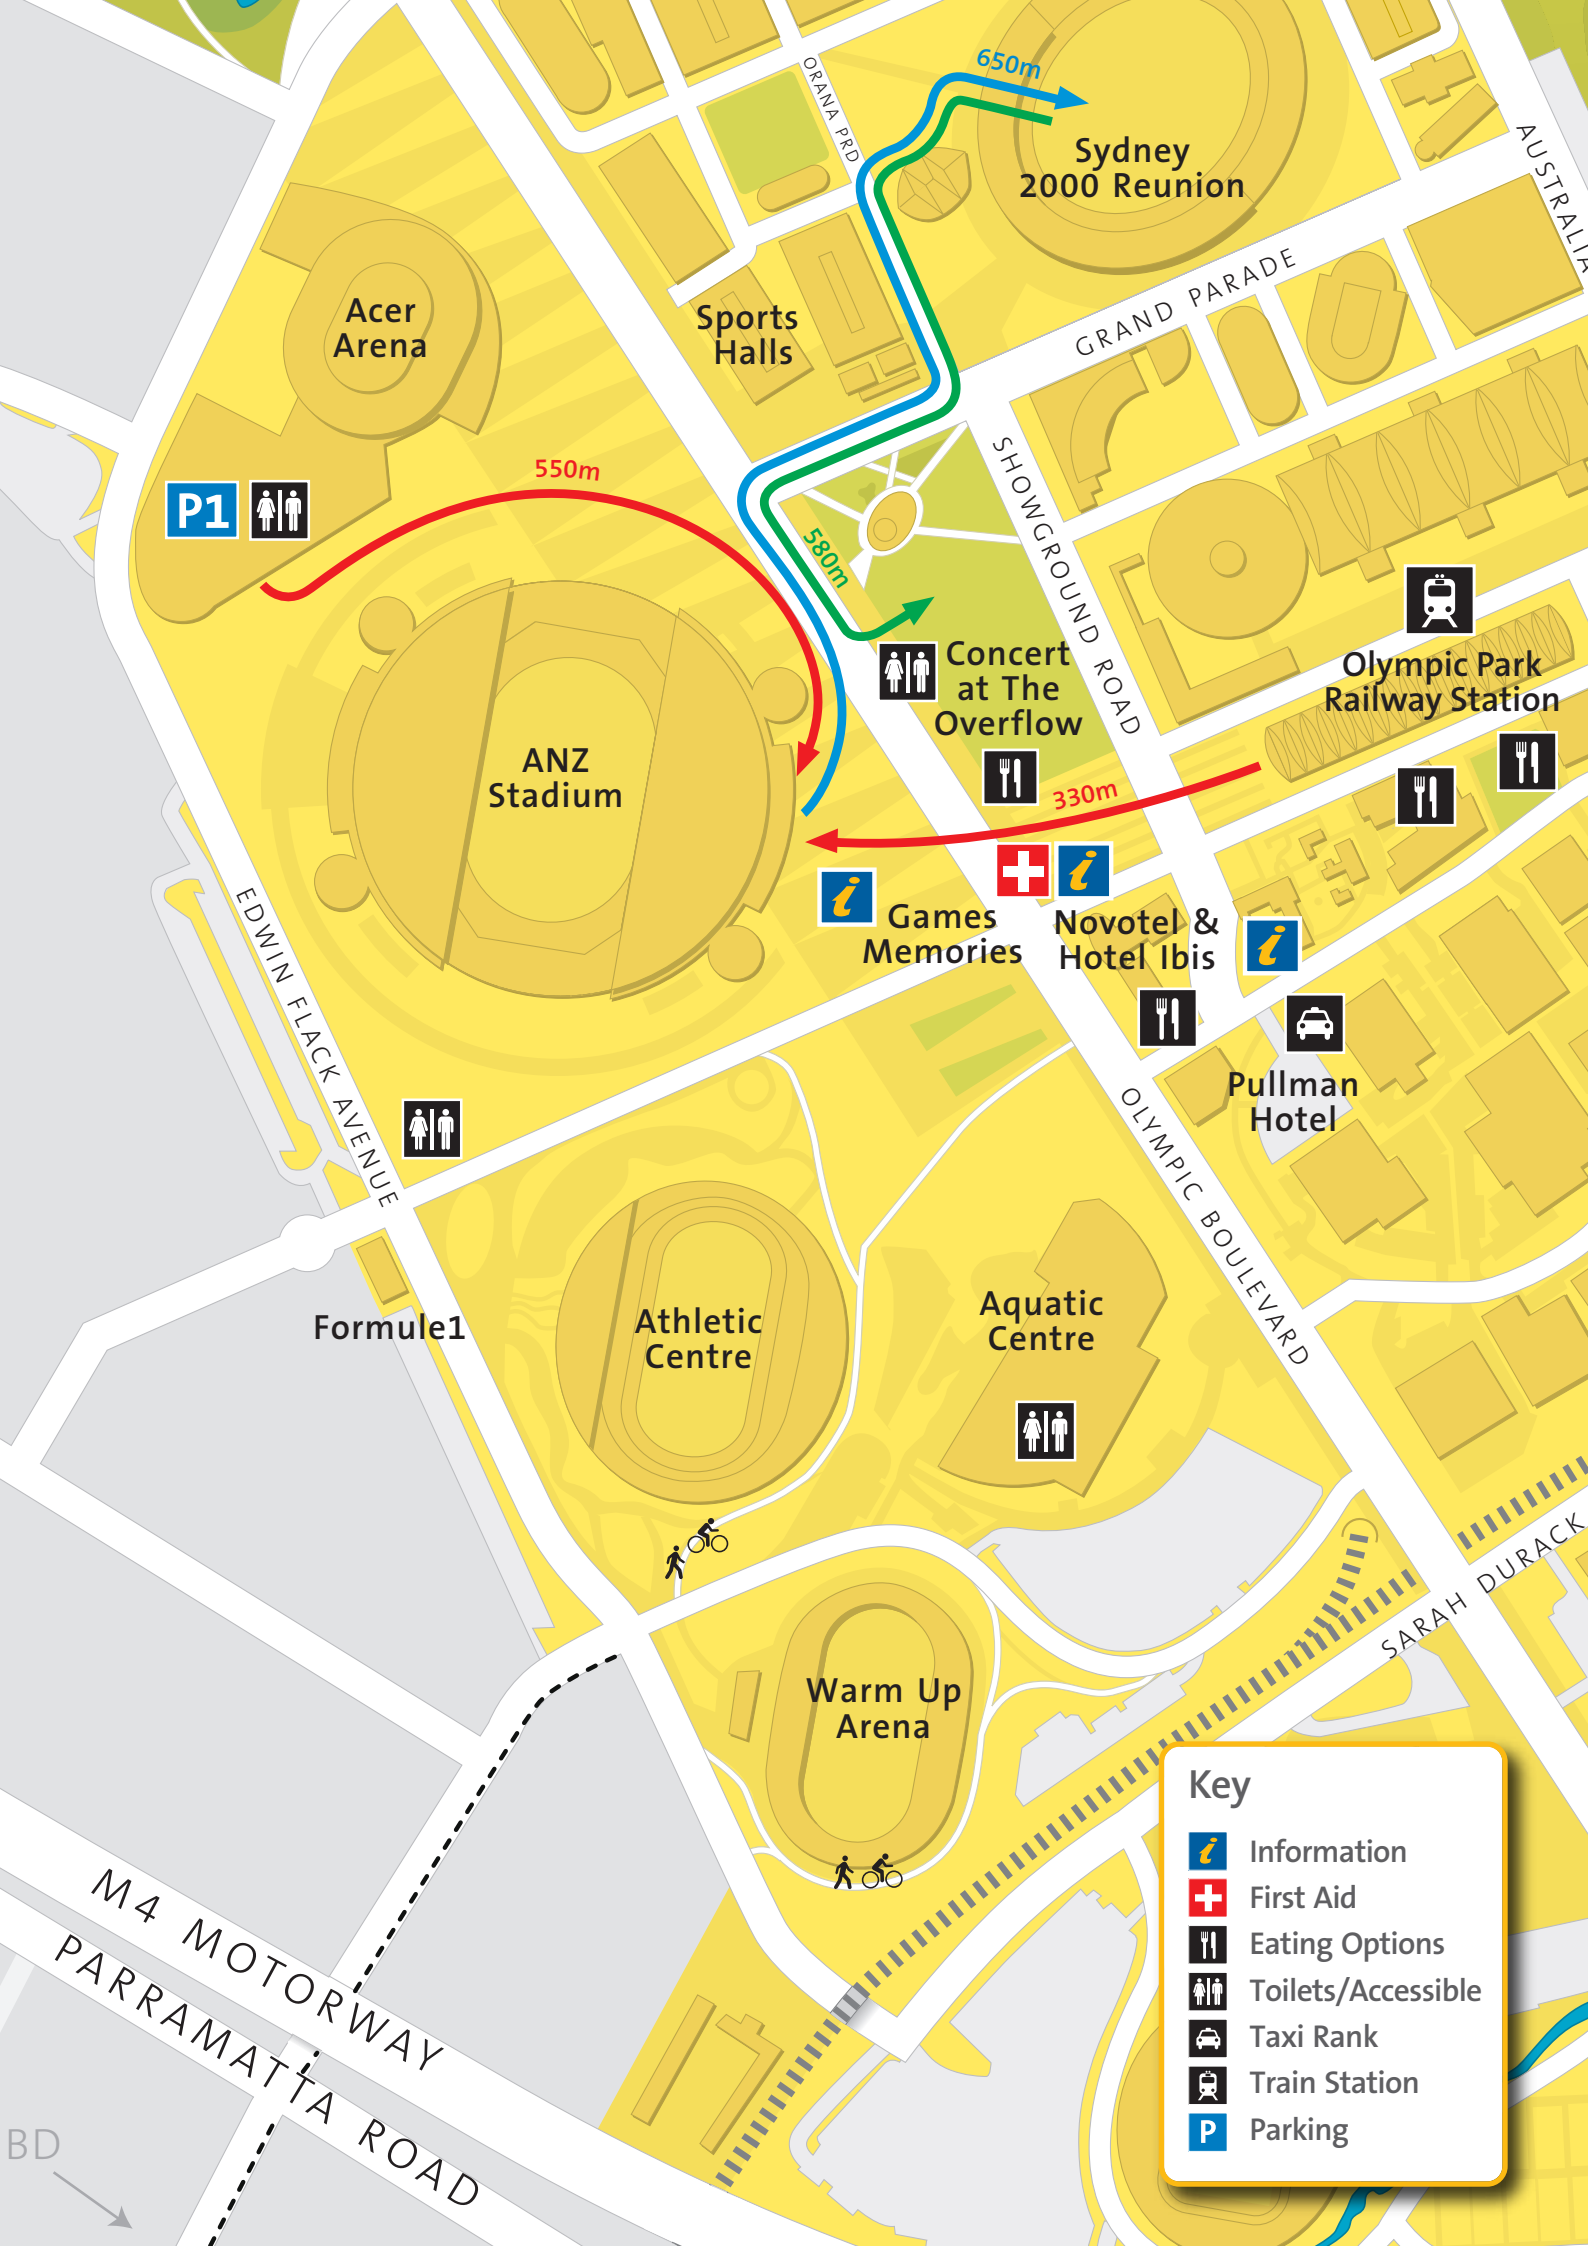 650m
ORANA PRD
Sydney
2000 Reunion
AUSTRALIA
GRAND PARADE
Acer
Arena
Sports
Halls
550m
P1
SHOWGROUND ROAD
580m
Concert
at The
Overflow
Olympic Park
Railway Station
ANZ
Stadium
330m
i
i
Games
Memories
Novotel &
Hotel Ibis
i
EDWIN FLACK AVENUE
Pullman
Hotel
OLYMPIC BOULEVARD
Formule1
Athletic
Centre
Aquatic
Centre
SARAH DURACK
Warm Up
Arena
Key
i Information
First Aid
Eating Options
Toilets/Accessible
Taxi Rank
Train Station
P Parking
M4 MOTORWAY
PARRAMATTA ROAD
BD